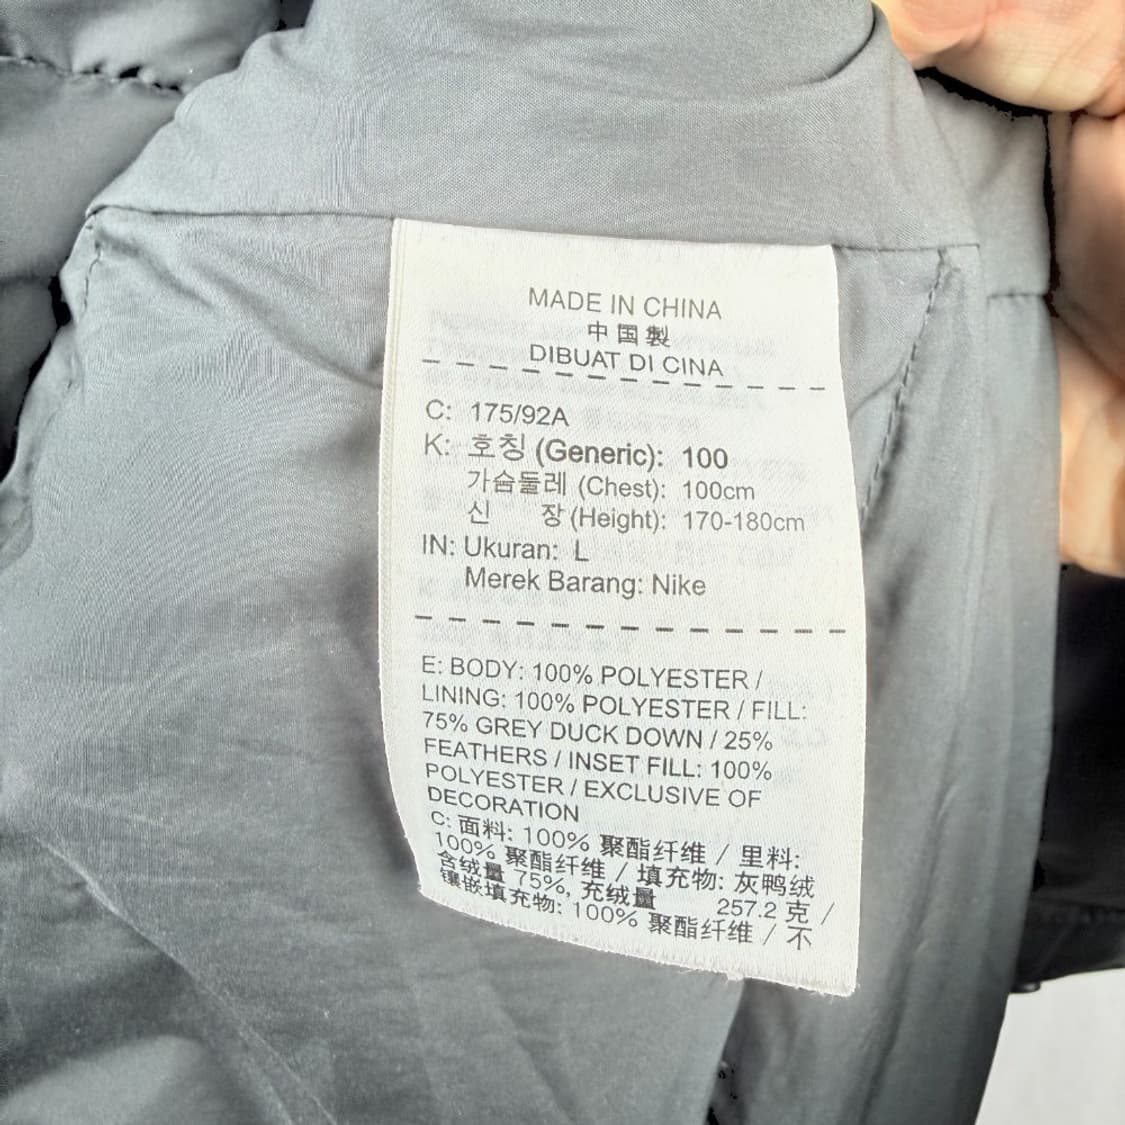 MADE IN CHINA
中国製
DIBUAT DI CINA
C: 175/92A
K: 호칭 (Generic): 100
가슴둘레 (Chest): 100cm
신 장 (Height): 170-180cm
IN: Ukuran: L
Merek Barang: Nike
E: BODY: 100% POLYESTER /
LINING: 100% POLYESTER / FILL:
75% GREY DUCK DOWN / 25%
FEATHERS / INSET FILL: 100%
POLYESTER / EXCLUSIVE OF
DECORATION
C: 面料: 100% 聚酯纤维 / 里料:
100% 聚酯纤维 / 填充物: 灰鸭绒
含绒量 75%, 充绒量 257.2 克 /
镶嵌填充物: 100% 聚酯纤维 / 不